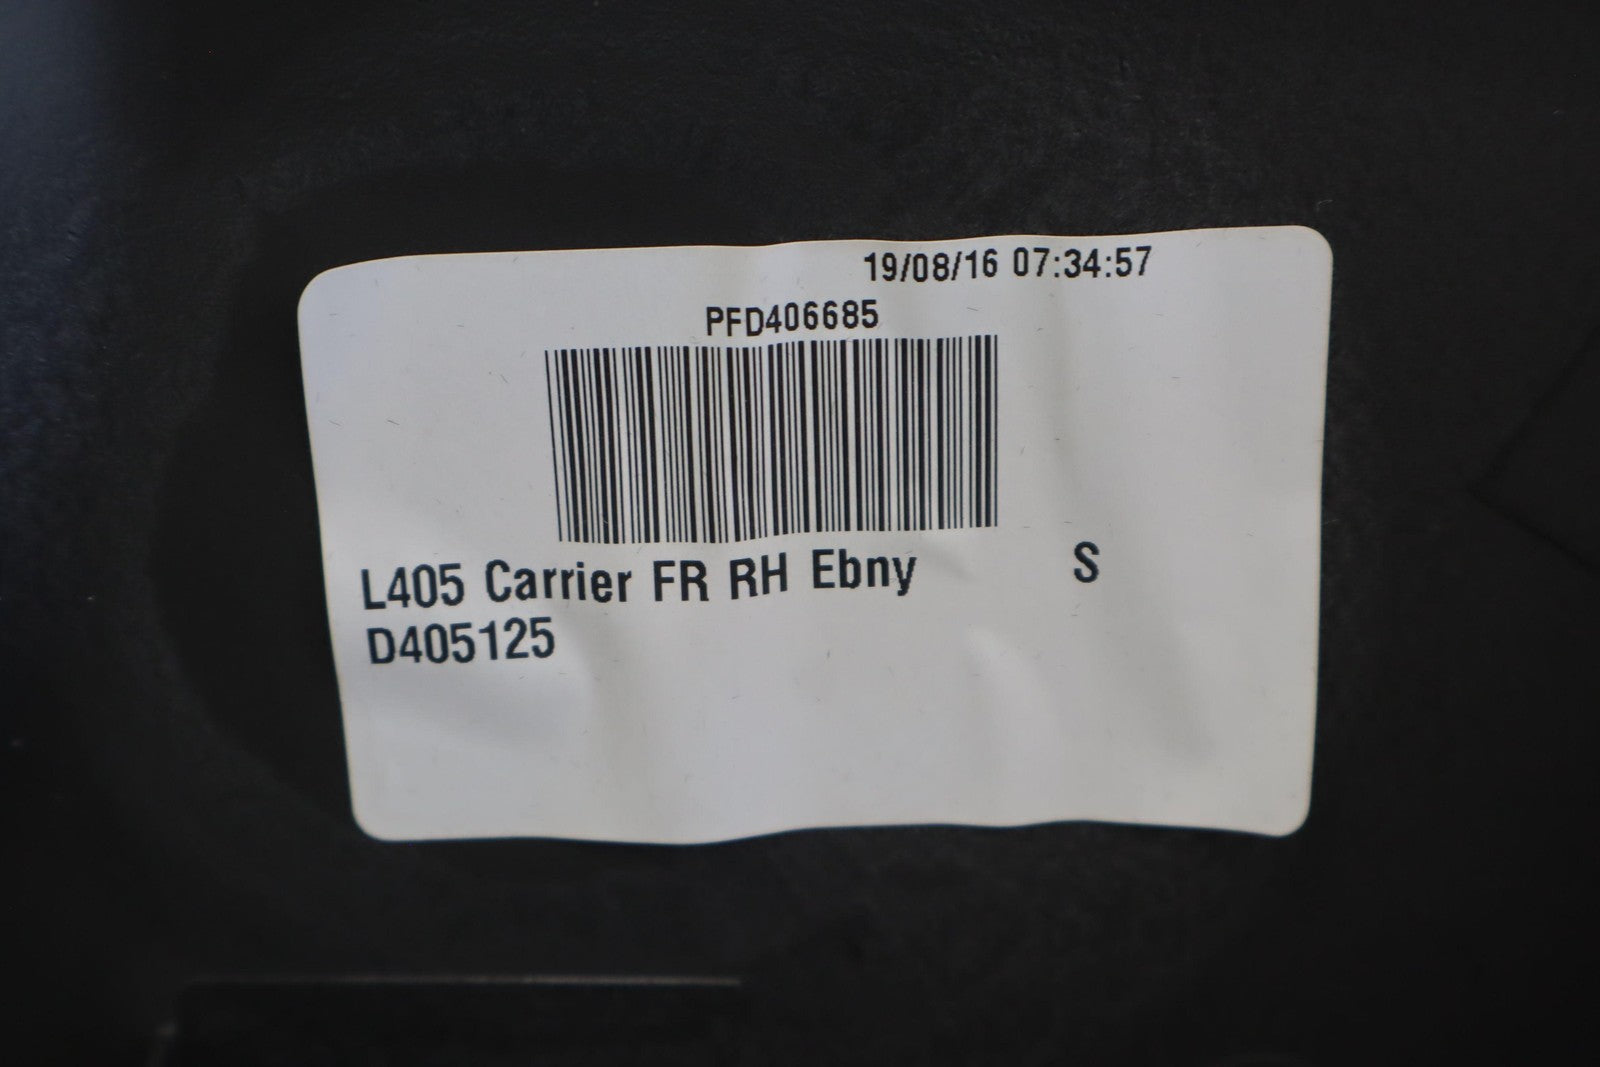 19/08/16 07:34:57
PFD406685
L405 Carrier FR RH Ebny S
D405125